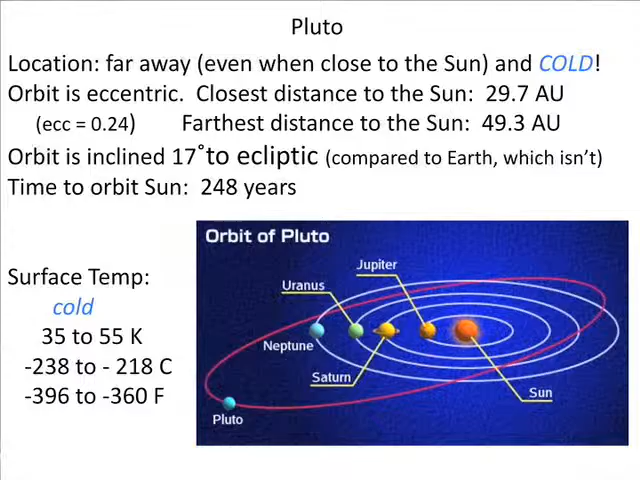 Pluto
Location: far away (even when close to the Sun) and COLD!
Orbit is eccentric. Closest distance to the Sun: 29.7 AU
(ecc = 0.24) Farthest distance to the Sun: 49.3 AU
Orbit is inclined 17˚to ecliptic (compared to Earth, which isn't)
Time to orbit Sun: 248 years
Surface Temp:
cold
35 to 55 K
-238 to - 218 C
-396 to -360 F
Orbit of Pluto
Jupiter
Uranus
Neptune
Saturn
Sun
Pluto